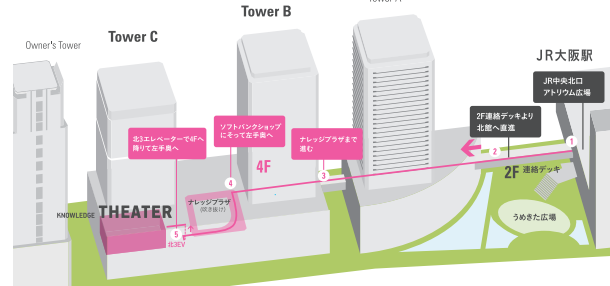 Tower B
Tower C
Owner's Tower
JR大阪駅
JR中央北口
アトリウム広場
2F連絡デッキより
北館へ直進
ソフトバンクショップ
にそって左手奥へ
北3エレベーターで4Fへ
降りて左手奥へ
ナレッジプラザまで
進む
1
2
3
4
4F
2F 連絡デッキ
ナレッジプラザ
(吹き抜け)
KNOWLEDGE THEATER
5
北3EV
うめきた広場